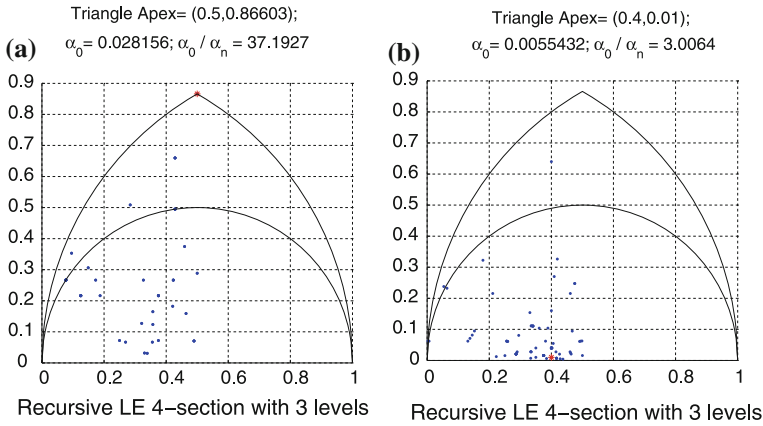 Triangle Apex= (0.5,0.86603);
(a)
α0= 0.028156; α0 / αn = 37.1927
0.9
0.8
0.7
0.6
0.5
0.4
0.3
0.2
0.1
0
0 0.2 0.4 0.6 0.8 1
Recursive LE 4−section with 3 levels
Triangle Apex= (0.4,0.01);
(b)
α0= 0.0055432; α0 / αn = 3.0064
0.9
0.8
0.7
0.6
0.5
0.4
0.3
0.2
0.1
0
0 0.2 0.4 0.6 0.8 1
Recursive LE 4−section with 3 levels